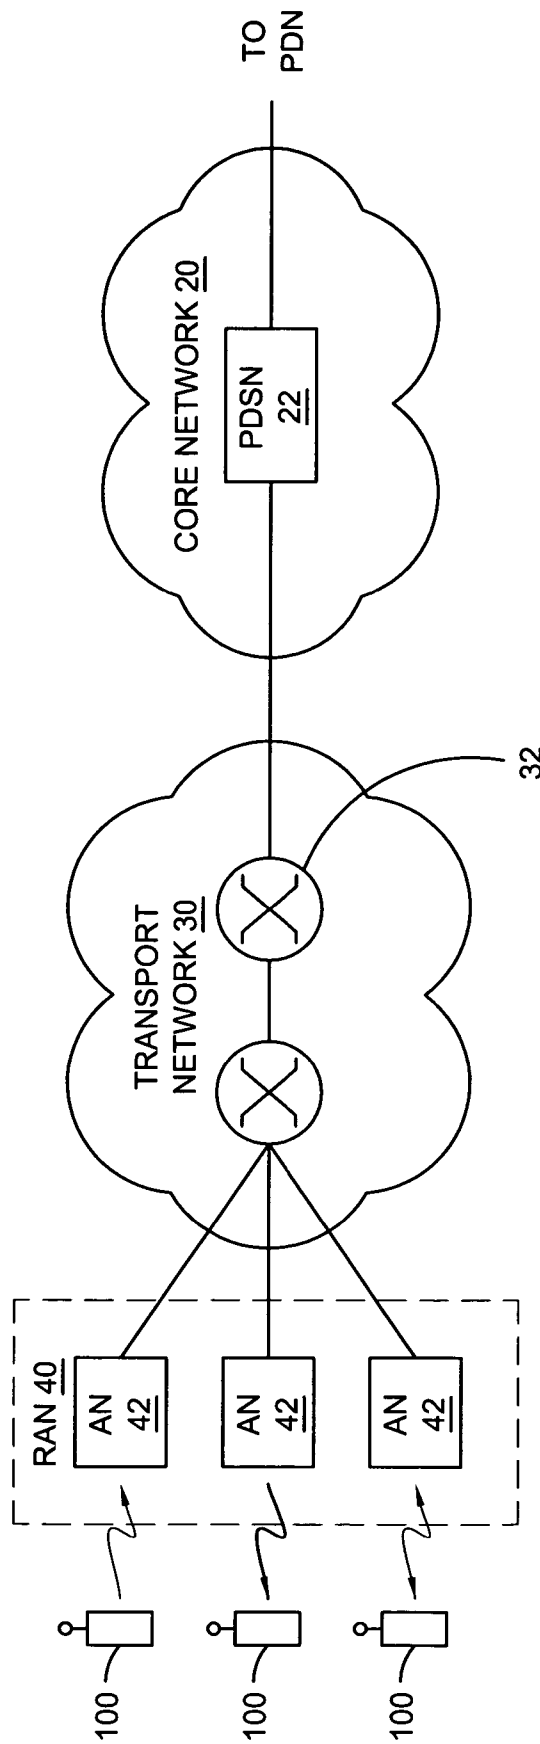 RAN 40
AN
42
AN
42
AN
42
100
100
100
TRANSPORT
NETWORK 30
32
CORE NETWORK 20
PDSN
22
TO
PDN